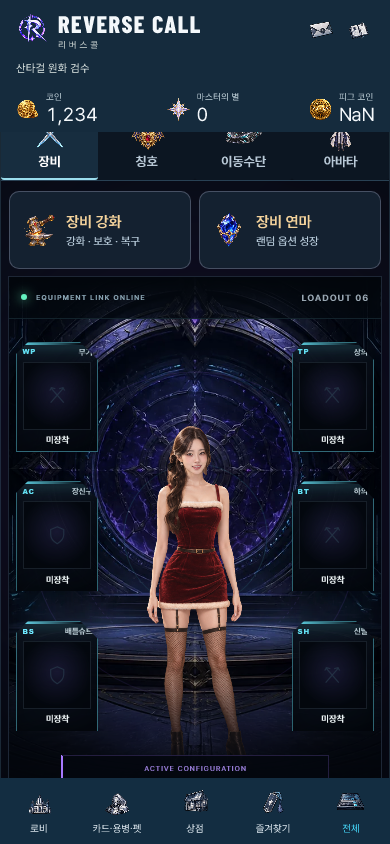 REVERSE CALL
리버스콜
산타걸 원화 검수
코인
1,234
마스터의 별
0
피그 코인
NaN
장비
칭호
이동수단
아바타
장비 강화
강화 · 보호 · 복구
장비 연마
랜덤 옵션 성장
EQUIPMENT LINK ONLINE
LOADOUT 06
WP
미장착
TP
미장착
AC
미장착
BT
미장착
BS
미장착
SH
미장착
ACTIVE CONFIGURATION
로비
카드·용병·펫
상점
즐겨찾기
전체